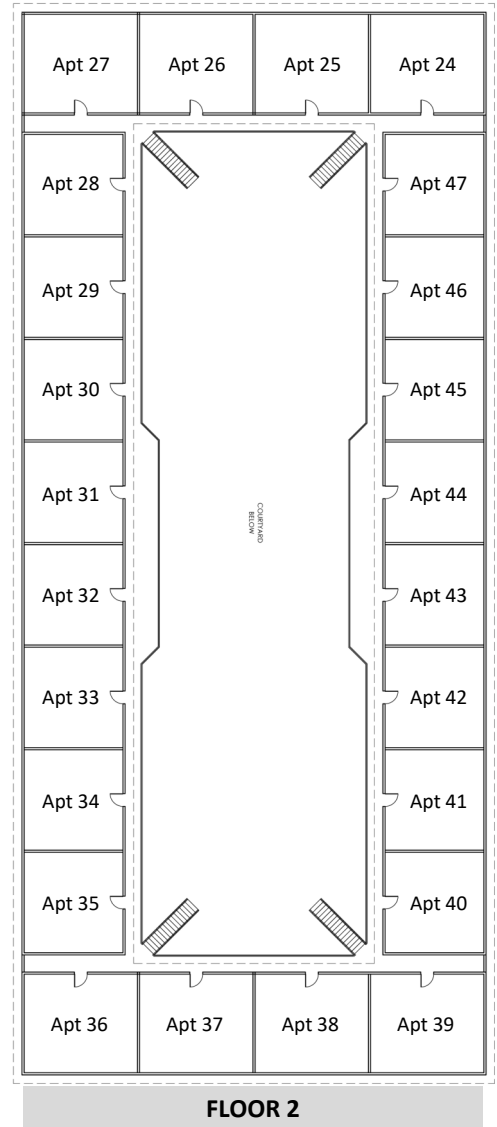 Apt 27
Apt 26
Apt 25
Apt 24
Apt 28
Apt 47
Apt 29
Apt 46
Apt 30
Apt 45
Apt 31
Apt 44
COURTYARD
BELOW
Apt 32
Apt 43
Apt 33
Apt 42
Apt 34
Apt 41
Apt 35
Apt 40
Apt 36
Apt 37
Apt 38
Apt 39
FLOOR 2